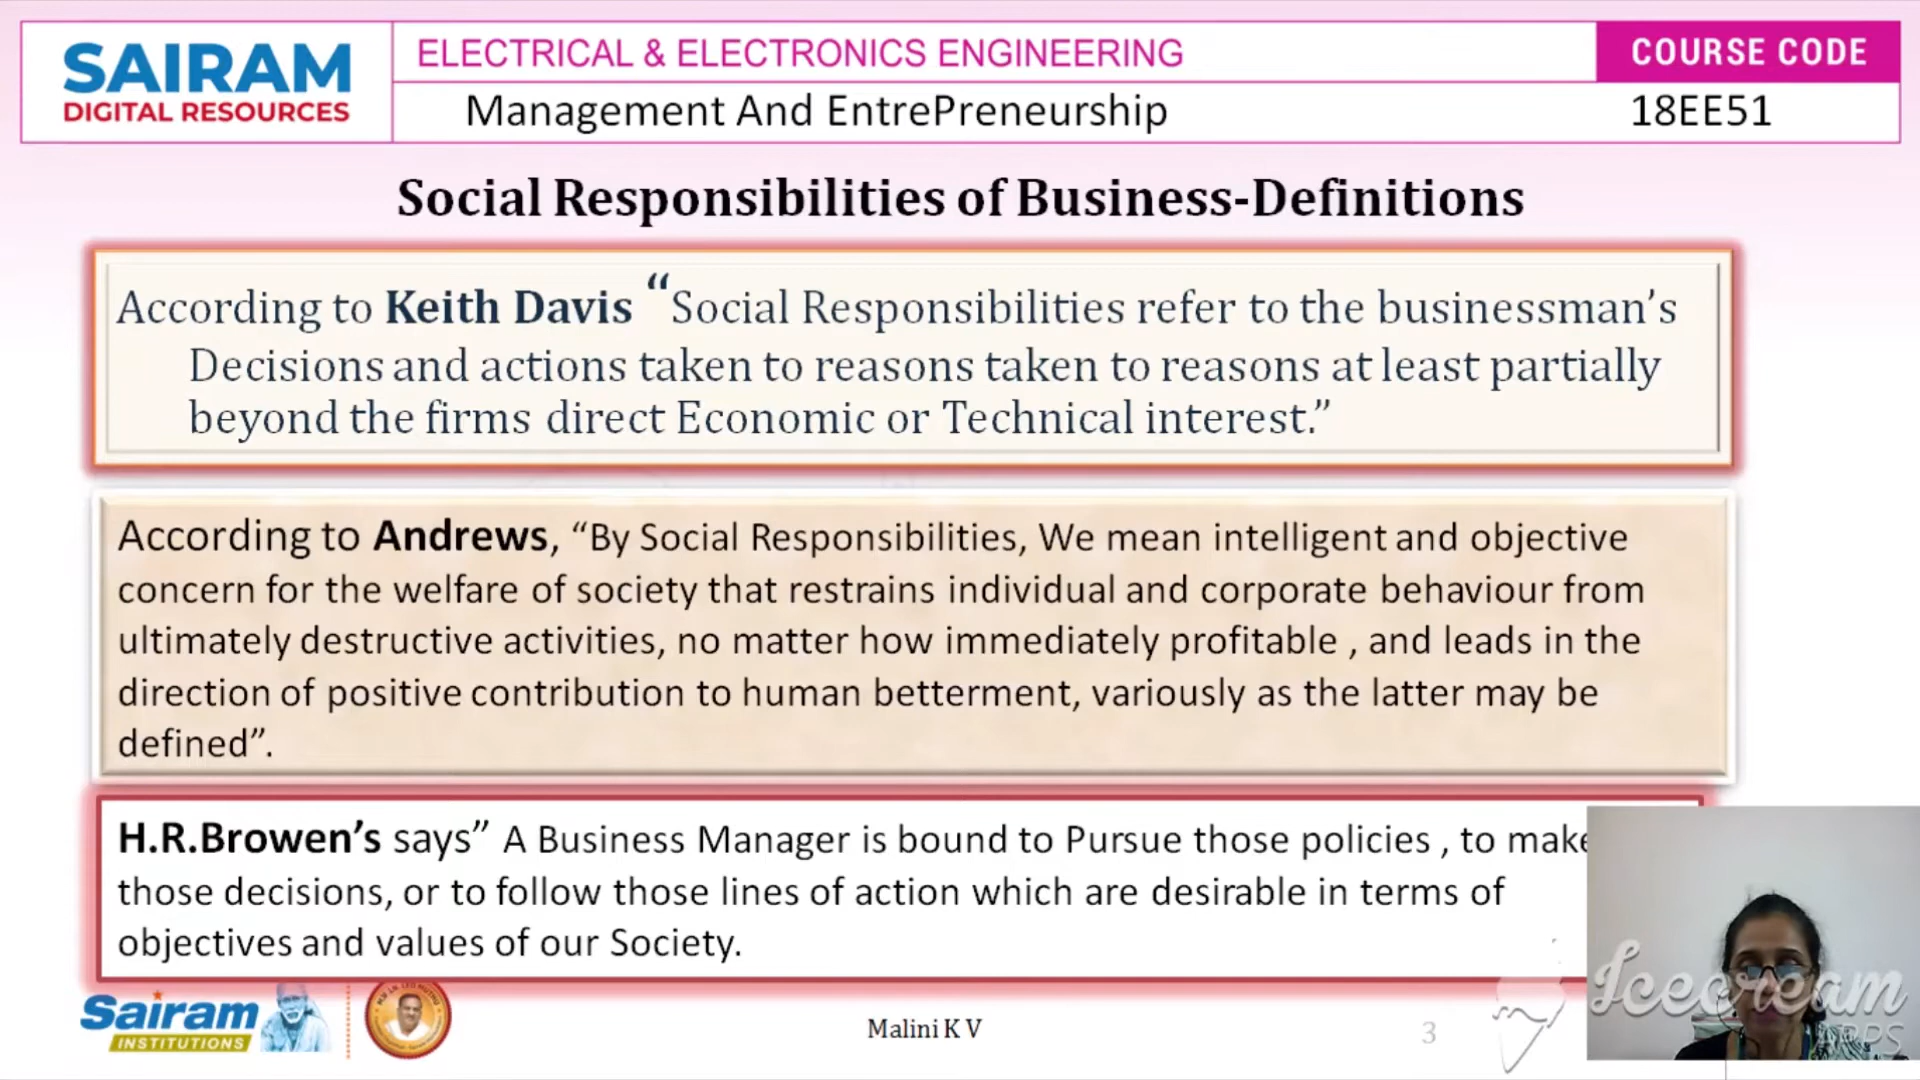 SAIRAM
DIGITAL RESOURCES
ELECTRICAL & ELECTRONICS ENGINEERING
COURSE CODE
Management And EntrePreneurship
18EE51
Social Responsibilities of Business-Definitions
According to Keith Davis “Social Responsibilities refer to the businessman’s
Decisions and actions taken to reasons taken to reasons at least partially
beyond the firms direct Economic or Technical interest.”
According to Andrews, “By Social Responsibilities, We mean intelligent and objective
concern for the welfare of society that restrains individual and corporate behaviour from
ultimately destructive activities, no matter how immediately profitable , and leads in the
direction of positive contribution to human betterment, variously as the latter may be
defined”.
H.R.Browen’s says” A Business Manager is bound to Pursue those policies , to make
those decisions, or to follow those lines of action which are desirable in terms of
objectives and values of our Society.
Sairam
INSTITUTIONS
Malini K V
3
Icecream
APPS